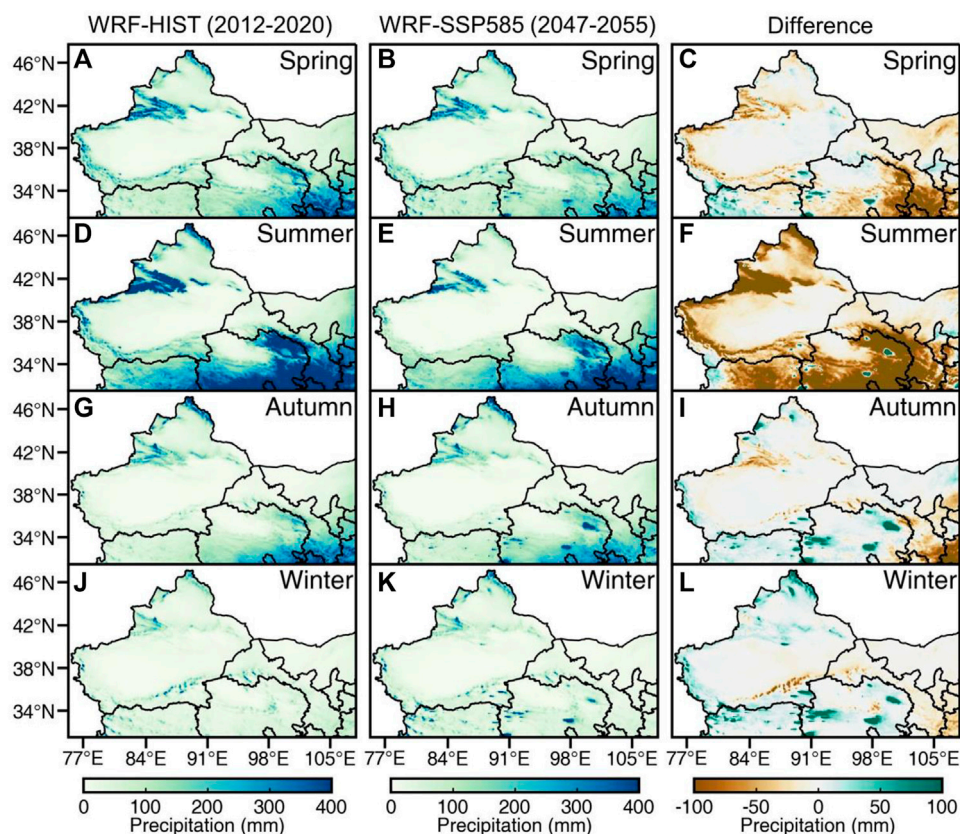 WRF-HIST (2012-2020) WRF-SSP585 (2047-2055) Difference
46°N A Spring B Spring C Spring
42°N
38°N
34°N
46°N D Summer E Summer F Summer
42°N
38°N
34°N
46°N G Autumn H Autumn I Autumn
42°N
38°N
34°N
46°N J Winter K Winter L Winter
42°N
38°N
34°N
77°E 84°E 91°E 98°E 105°E 77°E 84°E 91°E 98°E 105°E 77°E 84°E 91°E 98°E 105°E
0 100 200 300 400 0 100 200 300 400 -100 -50 0 50 100
Precipitation (mm) Precipitation (mm) Precipitation (mm)